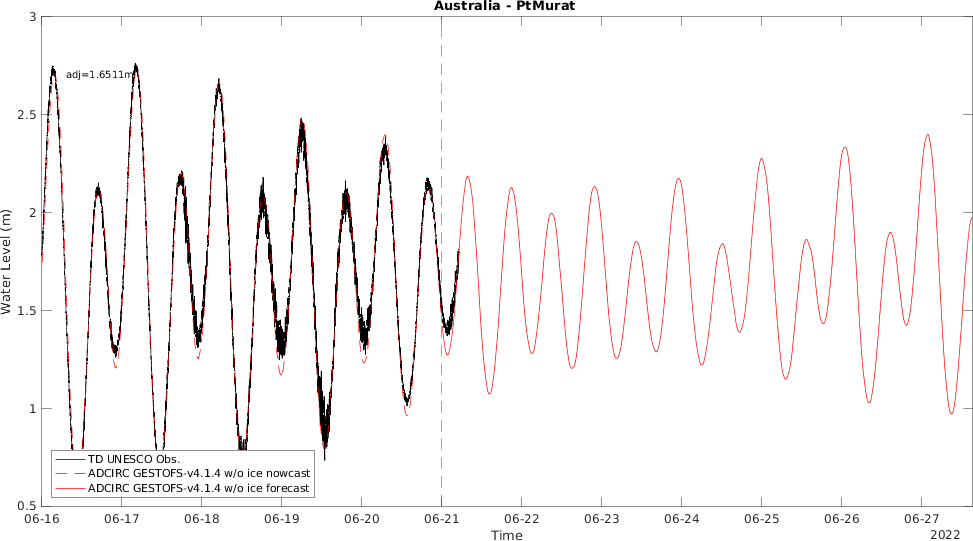 Australia - PtMurat
3
2.5
2
1.5
1
0.5
Water Level (m)
adj=1.6511m
TD UNESCO Obs.
ADCIRC GESTOFS-v4.1.4 w/o ice nowcast
ADCIRC GESTOFS-v4.1.4 w/o ice forecast
06-16 06-17 06-18 06-19 06-20 06-21 06-22 06-23 06-24 06-25 06-26 06-27
Time
2022